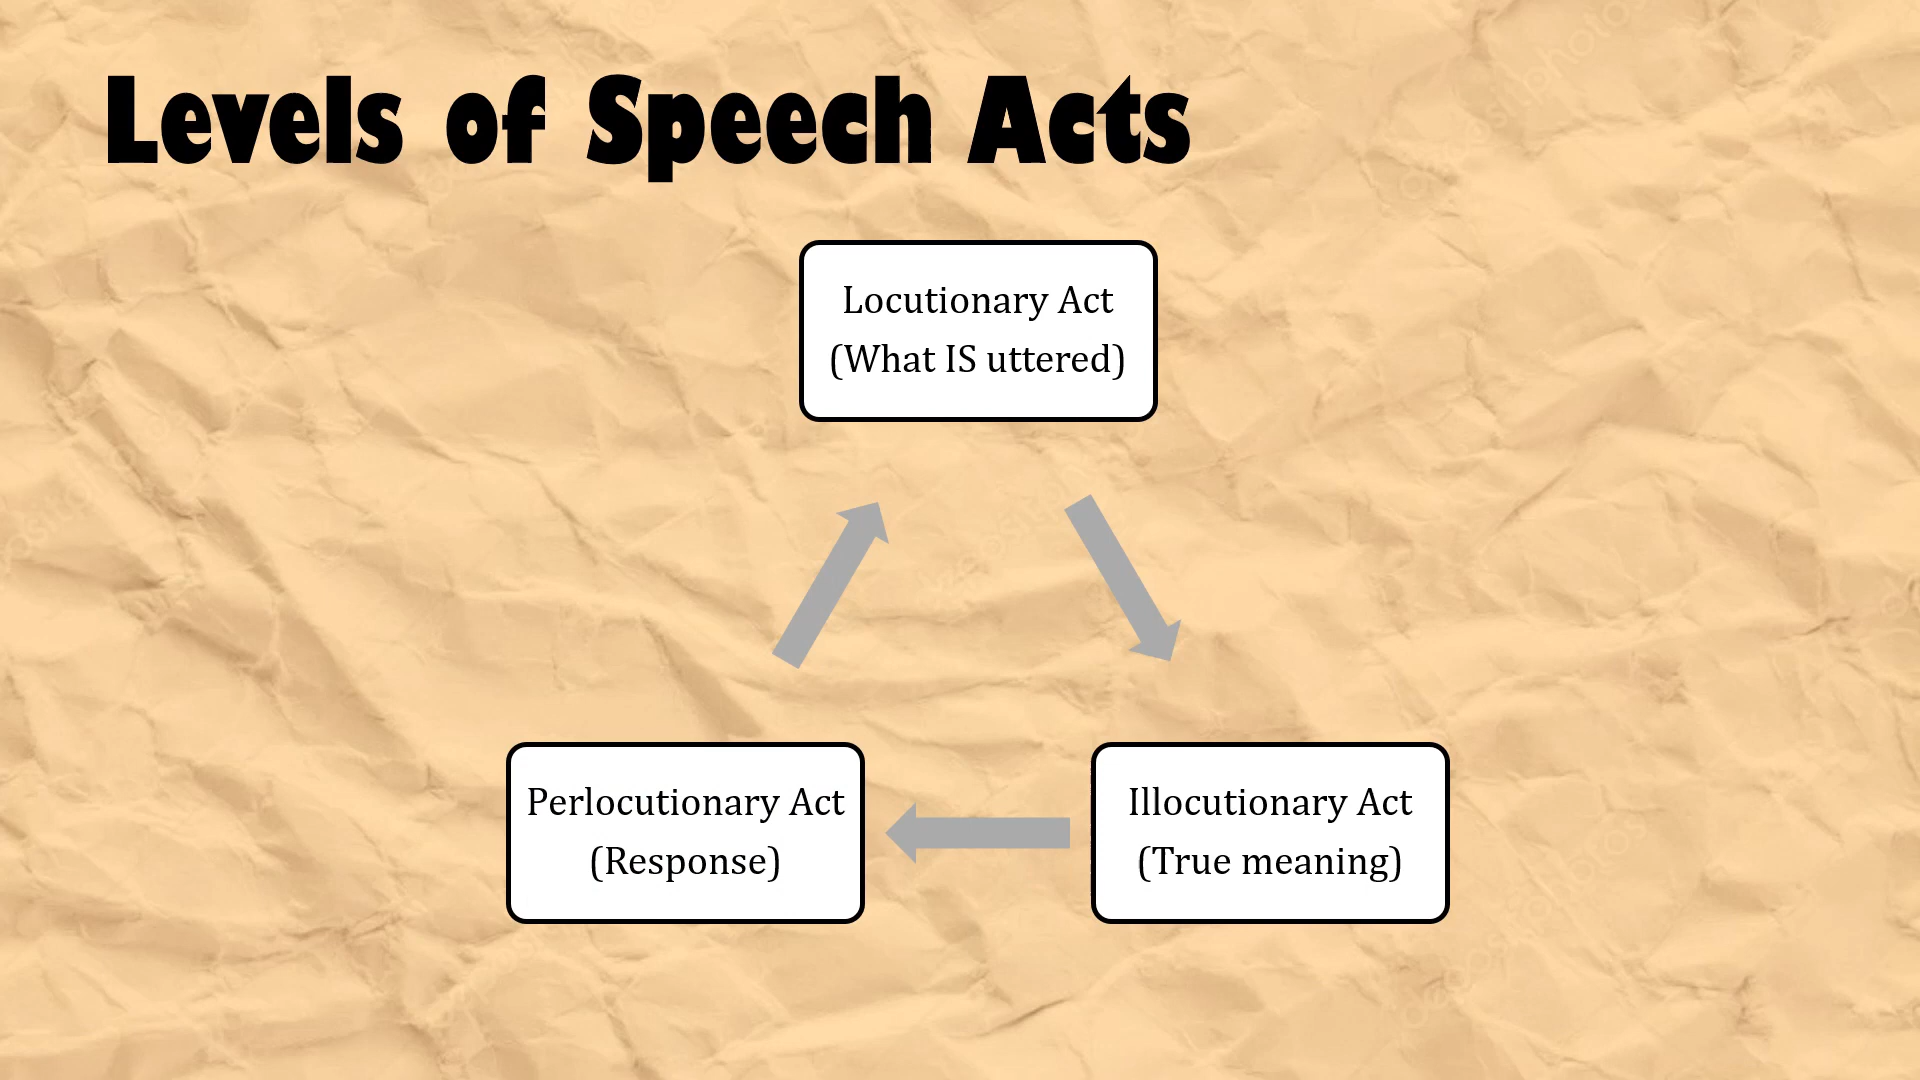 Levels of Speech Acts
Locutionary Act
(What IS uttered)
Perlocutionary Act
(Response)
Illocutionary Act
(True meaning)